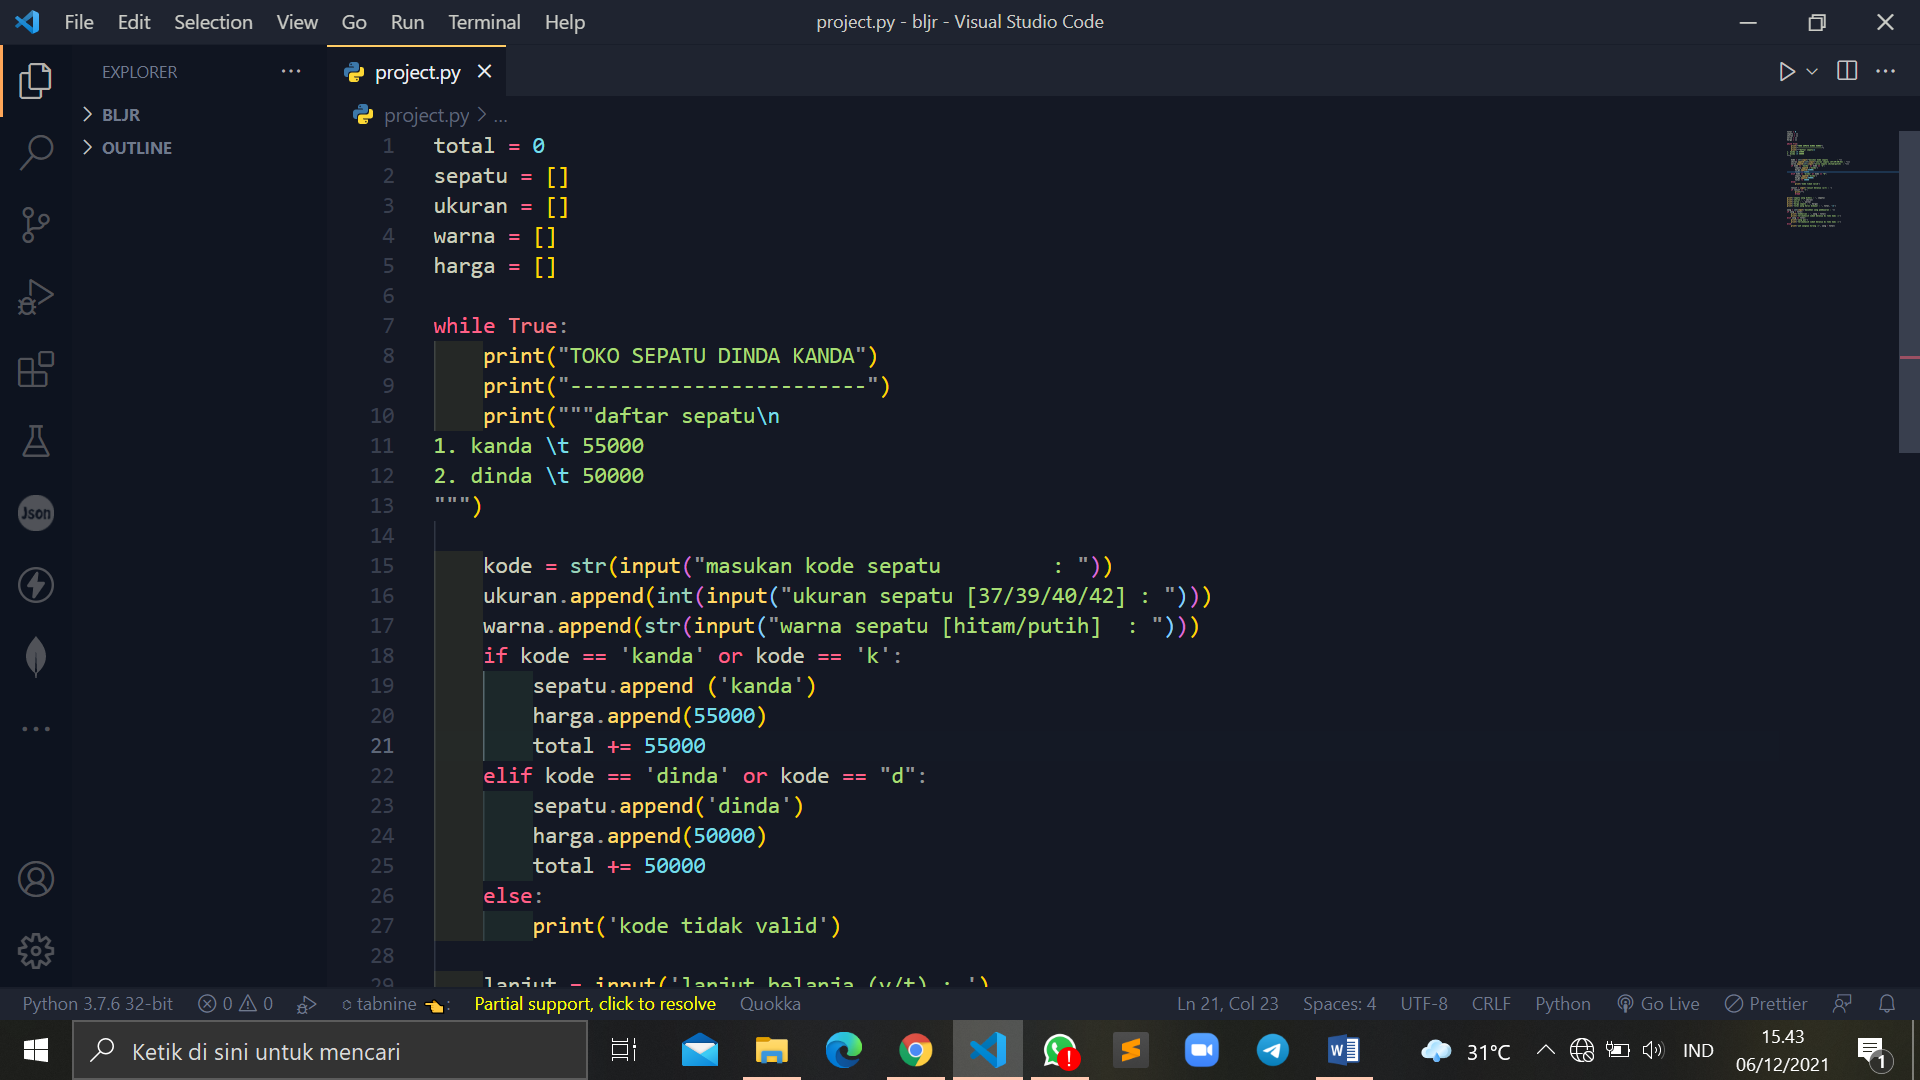 File Edit Selection View Go Run Terminal Help
project.py - bljr - Visual Studio Code
EXPLORER
BLJR
OUTLINE
project.py
project.py > ...
1 total = 0
2 sepatu = []
3 ukuran = []
4 warna = []
5 harga = []
6
7 while True:
8     print("TOKO SEPATU DINDA KANDA")
9     print("------------------------")
10     print("""daftar sepatu\n
11 1. kanda \t 55000
12 2. dinda \t 50000
13 """)
14
15     kode = str(input("masukan kode sepatu         : "))
16     ukuran.append(int(input("ukuran sepatu [37/39/40/42] : ")))
17     warna.append(str(input("warna sepatu [hitam/putih]  : ")))
18     if kode == 'kanda' or kode == 'k':
19         sepatu.append ('kanda')
20         harga.append(55000)
21         total += 55000
22     elif kode == 'dinda' or kode == "d":
23         sepatu.append('dinda')
24         harga.append(50000)
25         total += 50000
26     else:
27         print('kode tidak valid')
28
29     lanjut = input('lanjut belanja (y/t) : ')
Json
Python 3.7.6 32-bit 0 0 tabnine : Partial support, click to resolve Quokka
Ln 21, Col 23 Spaces: 4 UTF-8 CRLF Python Go Live Prettier
Ketik di sini untuk mencari
31°C IND
15.43
06/12/2021
1